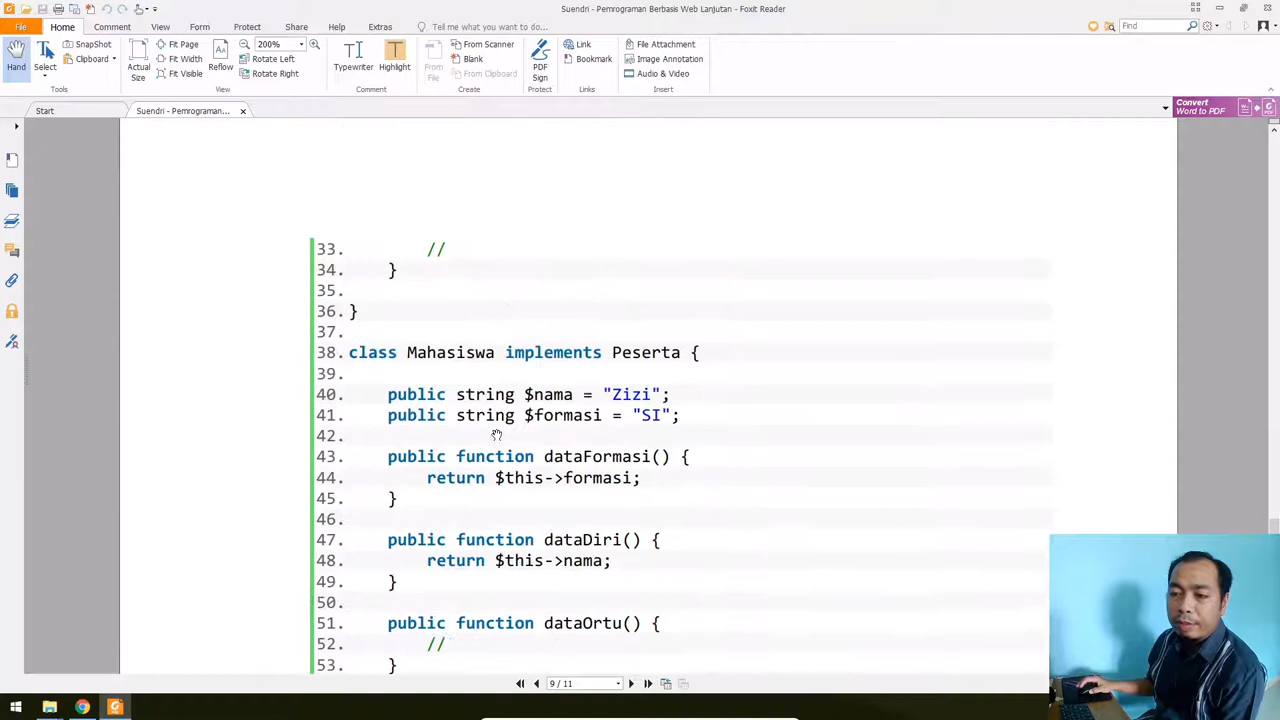 Suendri - Pemrograman Berbasis Web Lanjutan - Foxit Reader
File Home Comment View Form Protect Share Help Extras Tell me what you want to do... Find
Hand
Select
SnapShot
Clipboard
Tools
Actual Size
Fit Page
Fit Width
Fit Visible
Reflow
200%
Rotate Left
Rotate Right
View
Typewriter
Highlight
Comment
From File
From Scanner
Blank
From Clipboard
Create
PDF Sign
Protect
Link
Bookmark
Links
File Attachment
Image Annotation
Audio & Video
Insert
Start
Suendri - Pemrograman...
Convert
Word to PDF
33. //
34. }
35.
36. }
37.
38. class Mahasiswa implements Peserta {
39.
40. public string $nama = "Zizi";
41. public string $formasi = "SI";
42.
43. public function dataFormasi() {
44. return $this->formasi;
45. }
46.
47. public function dataDiri() {
48. return $this->nama;
49. }
50.
51. public function dataOrtu() {
52. //
53. }
9 / 11